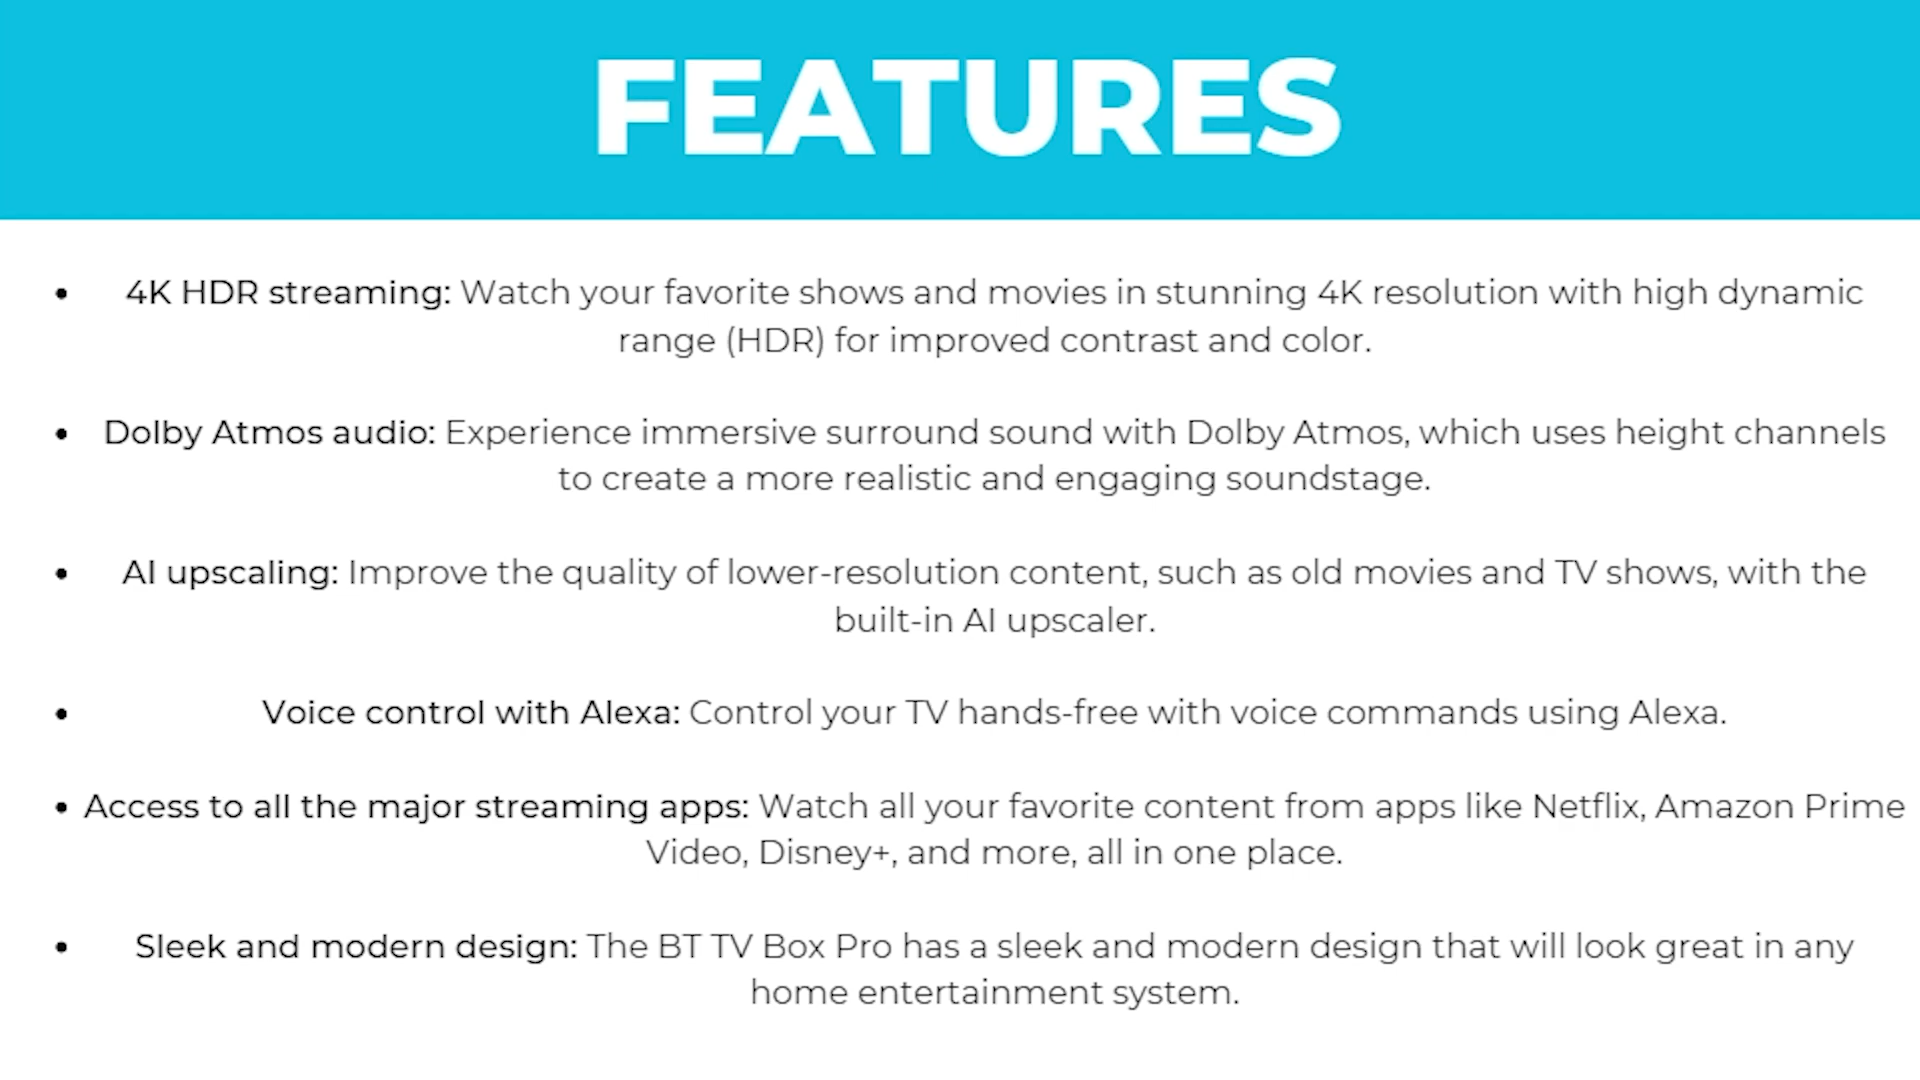 FEATURES
• 4K HDR streaming: Watch your favorite shows and movies in stunning 4K resolution with high dynamic
range (HDR) for improved contrast and color.
• Dolby Atmos audio: Experience immersive surround sound with Dolby Atmos, which uses height channels
to create a more realistic and engaging soundstage.
• AI upscaling: Improve the quality of lower-resolution content, such as old movies and TV shows, with the
built-in AI upscaler.
• Voice control with Alexa: Control your TV hands-free with voice commands using Alexa.
• Access to all the major streaming apps: Watch all your favorite content from apps like Netflix, Amazon Prime
Video, Disney+, and more, all in one place.
• Sleek and modern design: The BT TV Box Pro has a sleek and modern design that will look great in any
home entertainment system.